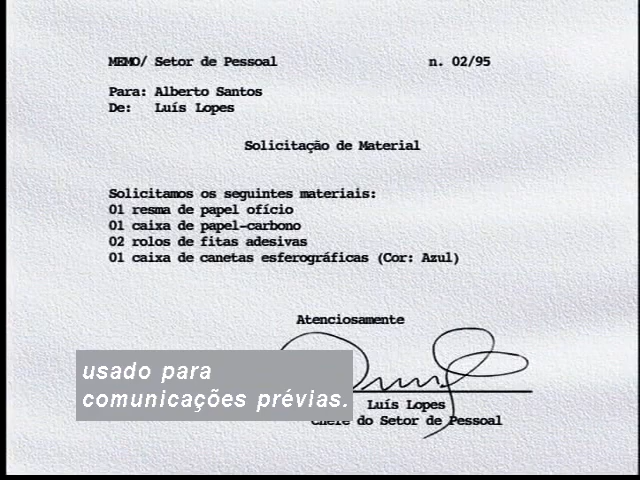 MEMO/ Setor de Pessoal n. 02/95
Para: Alberto Santos
De: Luís Lopes
Solicitação de Material
Solicitamos os seguintes materiais:
01 resma de papel ofício
01 caixa de papel-carbono
02 rolos de fitas adesivas
01 caixa de canetas esferográficas (Cor: Azul)
Atenciosamente
Luís Lopes
Chefe do Setor de Pessoal
usado para
comunicações prévias.